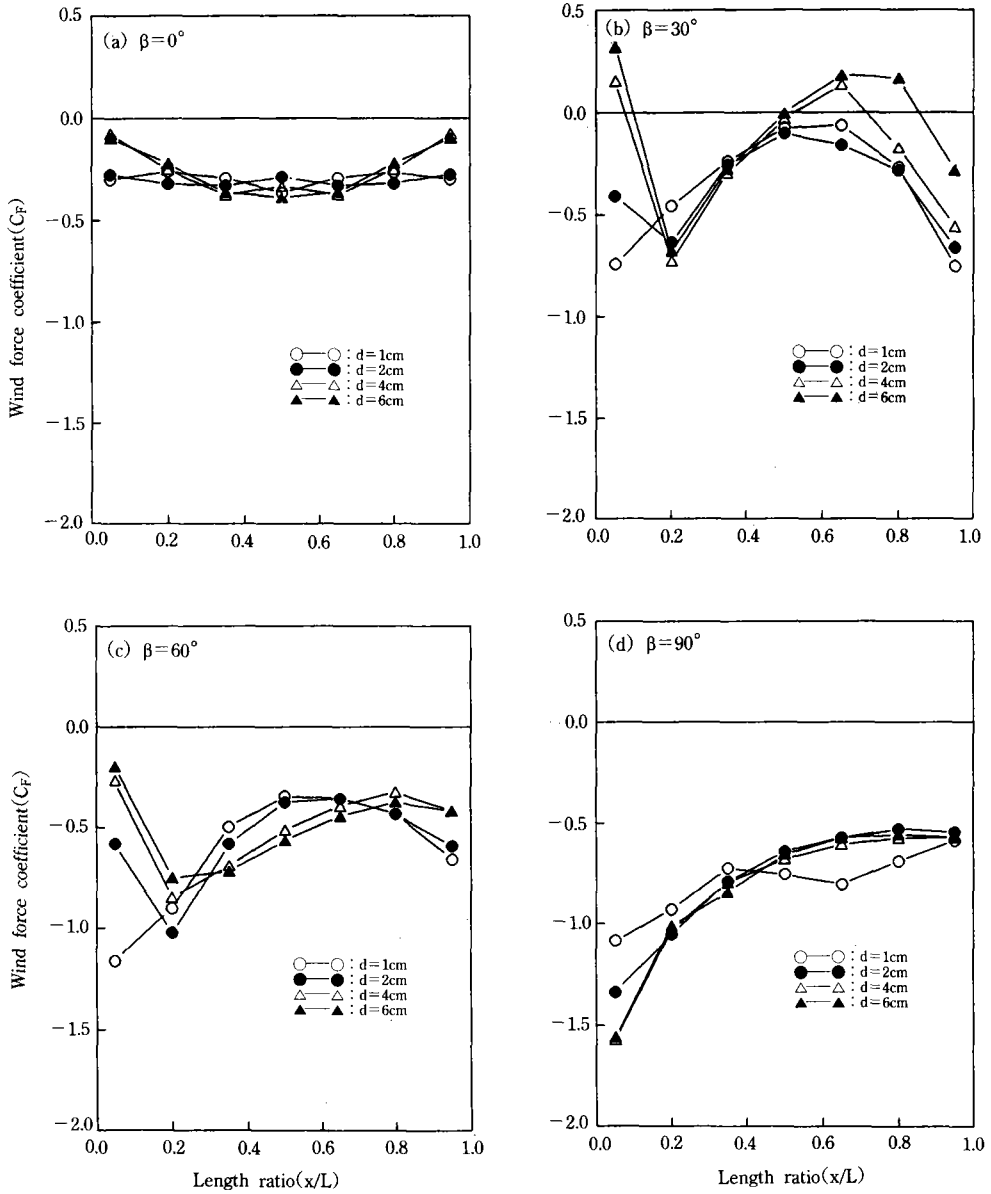 (a) β=0°
0.5
0.0
−0.5
−1.0
−1.5
−2.0
Wind force coefficient(CF)
○—○ : d=1cm
●—● : d=2cm
△—△ : d=4cm
▲—▲ : d=6cm
0.0 0.2 0.4 0.6 0.8 1.0
(b) β=30°
0.5
0.0
−0.5
−1.0
−1.5
−2.0
○—○ : d=1cm
●—● : d=2cm
△—△ : d=4cm
▲—▲ : d=6cm
0.0 0.2 0.4 0.6 0.8 1.0
(c) β=60°
0.5
0.0
−0.5
−1.0
−1.5
−2.0
Wind force coefficient(CF)
○—○ : d=1cm
●—● : d=2cm
△—△ : d=4cm
▲—▲ : d=6cm
0.0 0.2 0.4 0.6 0.8 1.0
Length ratio(x/L)
(d) β=90°
0.5
0.0
−0.5
−1.0
−1.5
−2.0
○—○ : d=1cm
●—● : d=2cm
△—△ : d=4cm
▲—▲ : d=6cm
0.0 0.2 0.4 0.6 0.8 1.0
Length ratio(x/L)